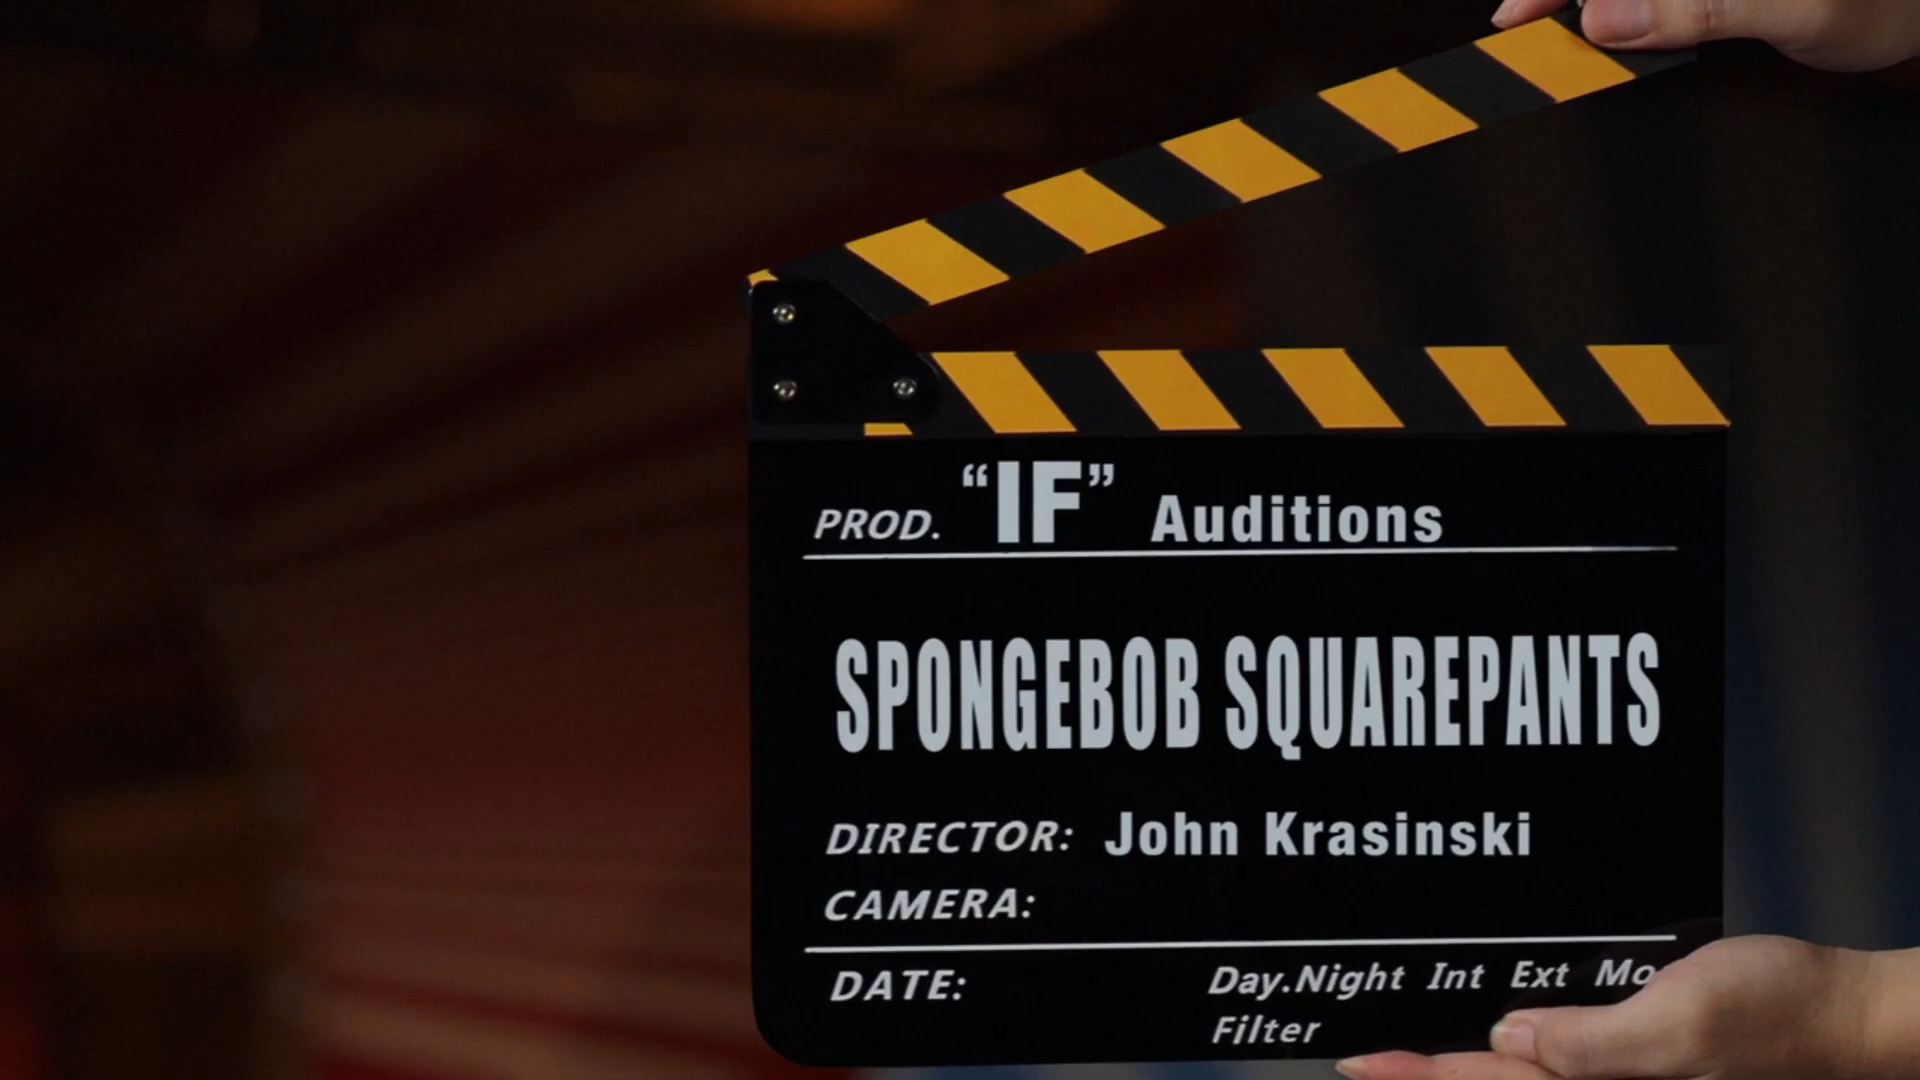 PROD. “IF” Auditions
SPONGEBOB SQUAREPANTS
DIRECTOR: John Krasinski
CAMERA:
DATE: Day.Night Int Ext
Filter